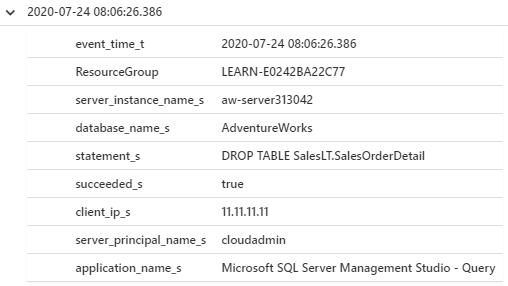 2020-07-24 08:06:26.386
event_time_t 2020-07-24 08:06:26.386
ResourceGroup LEARN-E0242BA22C77
server_instance_name_s aw-server313042
database_name_s AdventureWorks
statement_s DROP TABLE SalesLT.SalesOrderDetail
succeeded_s true
client_ip_s 11.11.11.11
server_principal_name_s cloudadmin
application_name_s Microsoft SQL Server Management Studio - Query